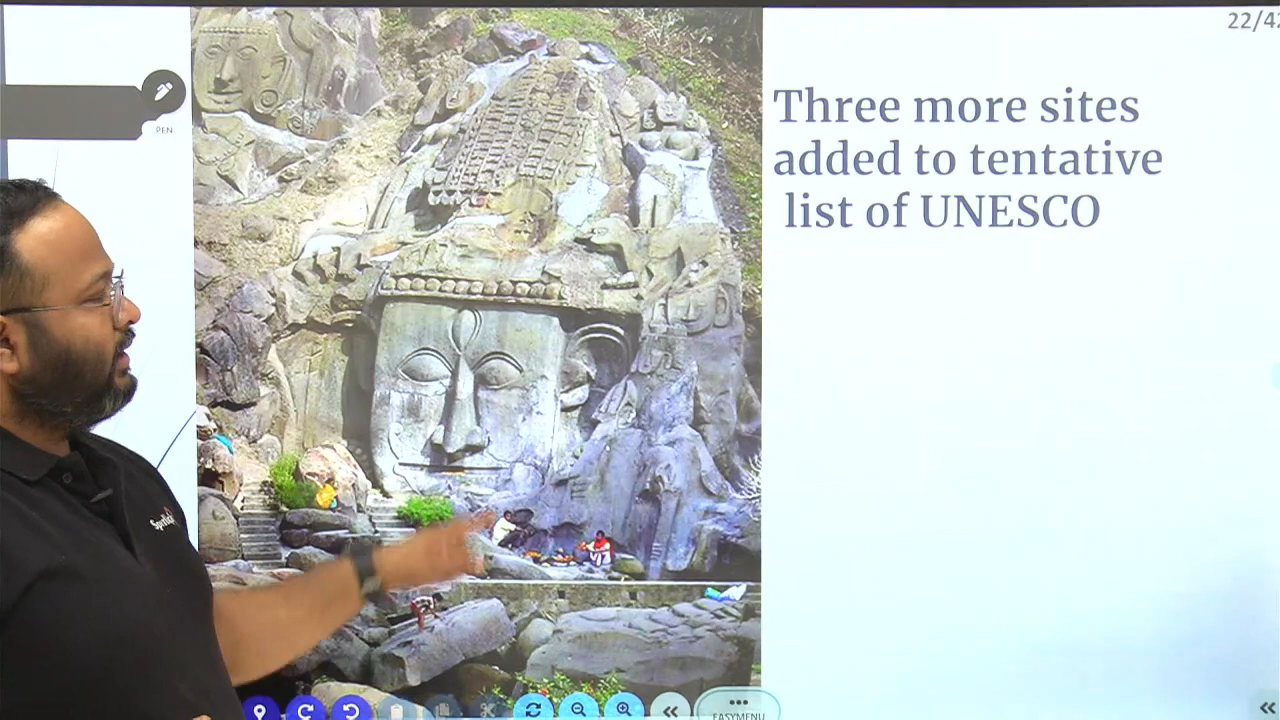 22/42
PEN
Three more sites
added to tentative
list of UNESCO
EASYMENU